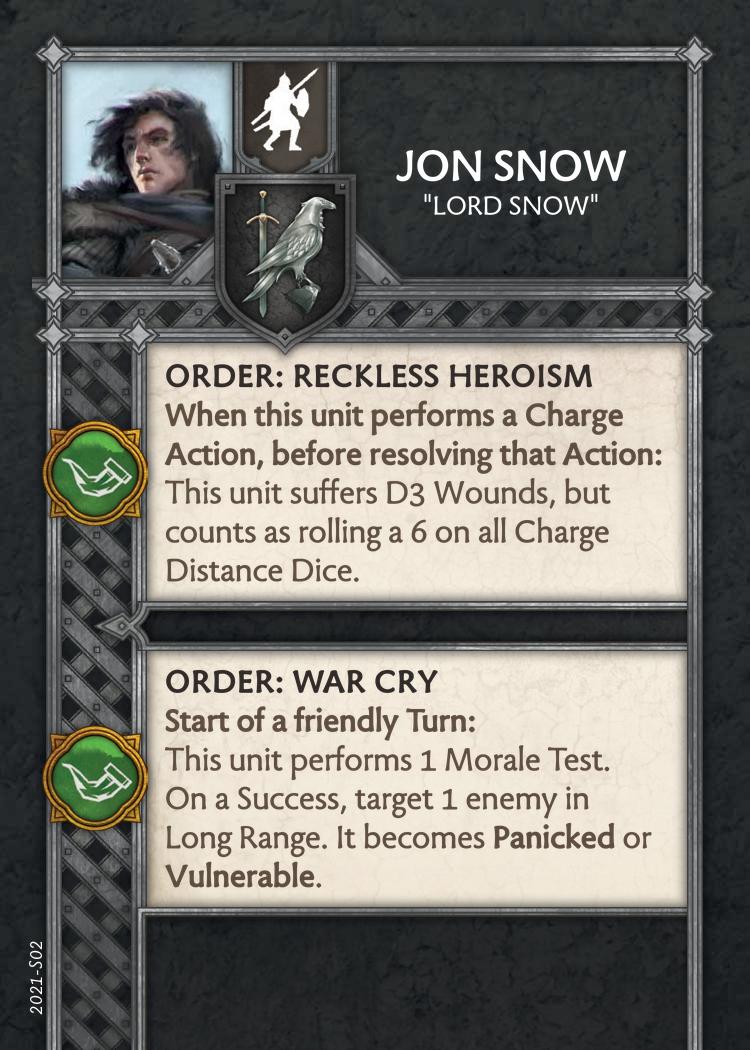 JON SNOW
"LORD SNOW"
ORDER: RECKLESS HEROISM
When this unit performs a Charge
Action, before resolving that Action:
This unit suffers D3 Wounds, but
counts as rolling a 6 on all Charge
Distance Dice.
ORDER: WAR CRY
Start of a friendly Turn:
This unit performs 1 Morale Test.
On a Success, target 1 enemy in
Long Range. It becomes Panicked or
Vulnerable.
2021-S02